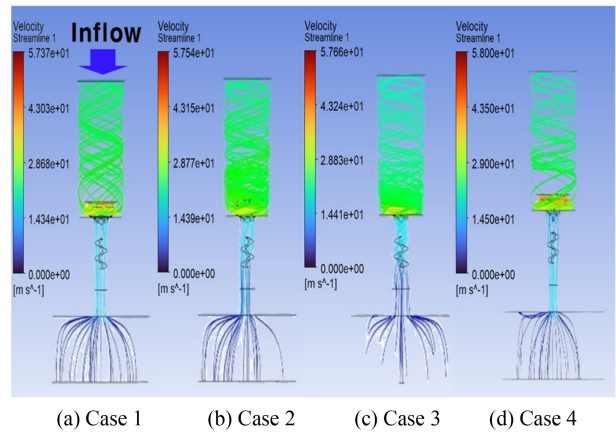 Velocity
Streamline 1
5.737e+01
4.303e+01
2.868e+01
1.434e+01
0.000e+00
[m s^-1]
Inflow
Velocity
Streamline 1
5.754e+01
4.315e+01
2.877e+01
1.439e+01
0.000e+00
[m s^-1]
Velocity
Streamline 1
5.766e+01
4.324e+01
2.883e+01
1.441e+01
0.000e+00
[m s^-1]
Velocity
Streamline 1
5.800e+01
4.350e+01
2.900e+01
1.450e+01
0.000e+00
[m s^-1]
(a) Case 1
(b) Case 2
(c) Case 3
(d) Case 4